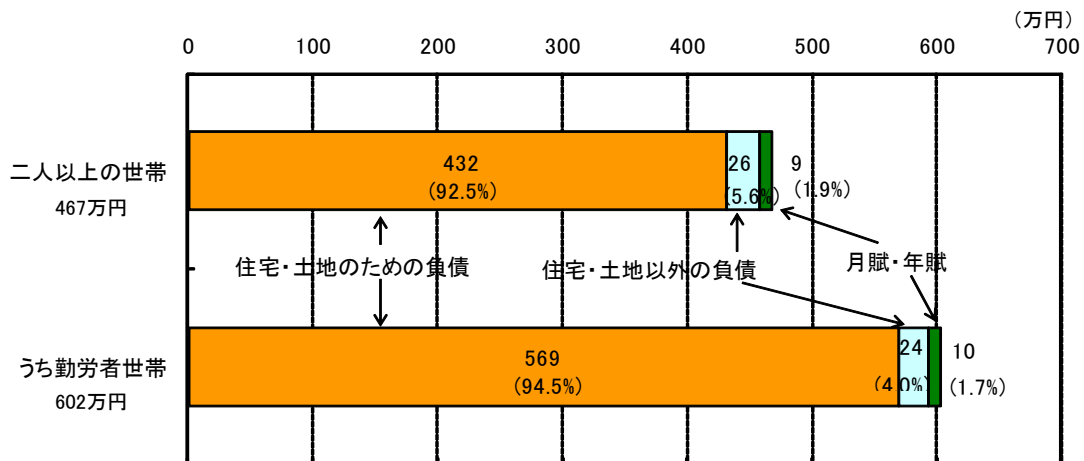 （万円）
0 100 200 300 400 500 600 700
二人以上の世帯
467万円
432
(92.5%)
26
(5.6%)
9
(1.9%)
住宅・土地のための負債
住宅・土地以外の負債
月賦・年賦
うち勤労者世帯
602万円
569
(94.5%)
24
(4.0%)
10
(1.7%)